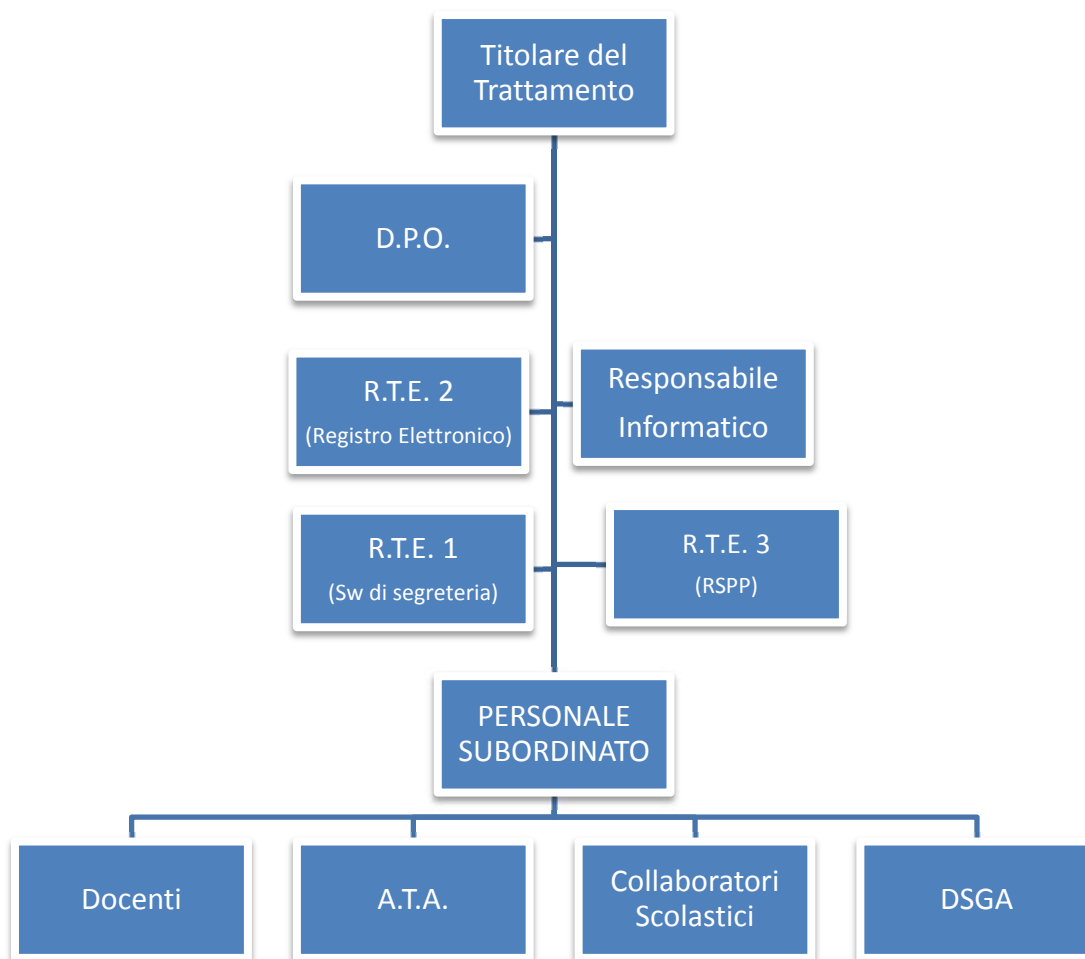 Titolare del
Trattamento
D.P.O.
R.T.E. 2
(Registro Elettronico)
Responsabile
Informatico
R.T.E. 1
(Sw di segreteria)
R.T.E. 3
(RSPP)
PERSONALE
SUBORDINATO
Docenti
A.T.A.
Collaboratori
Scolastici
DSGA